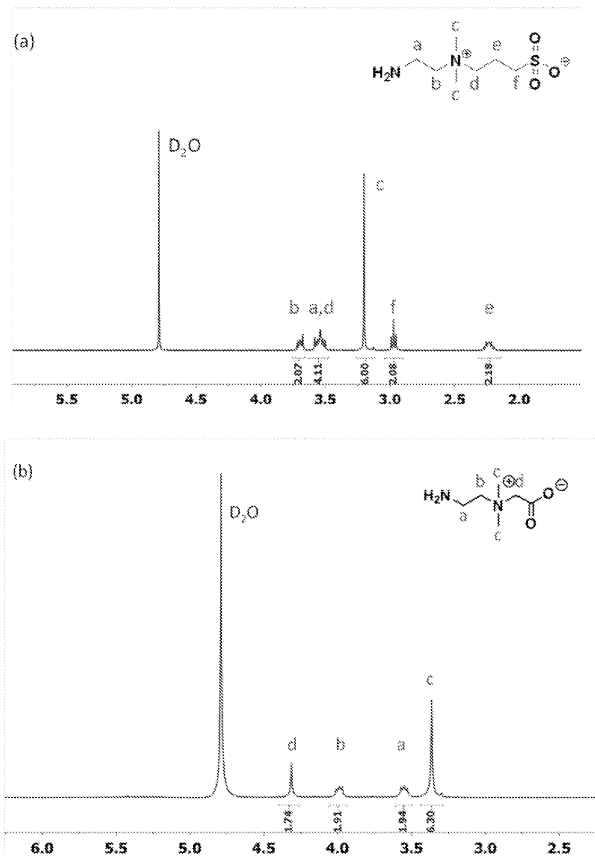 (a)
c
a
e
O
H₂N
N
⊕
S
O
⊖
b
c
d
f
O
D₂O
c
b
a,d
f
e
2.07
4.11
6.00
2.08
2.18
5.5 5.0 4.5 4.0 3.5 3.0 2.5 2.0
(b)
b
c
⊕
d
O
⊖
H₂N
N
a
O
c
D₂O
c
d
b
a
1.74
1.91
1.94
6.30
6.0 5.5 5.0 4.5 4.0 3.5 3.0 2.5